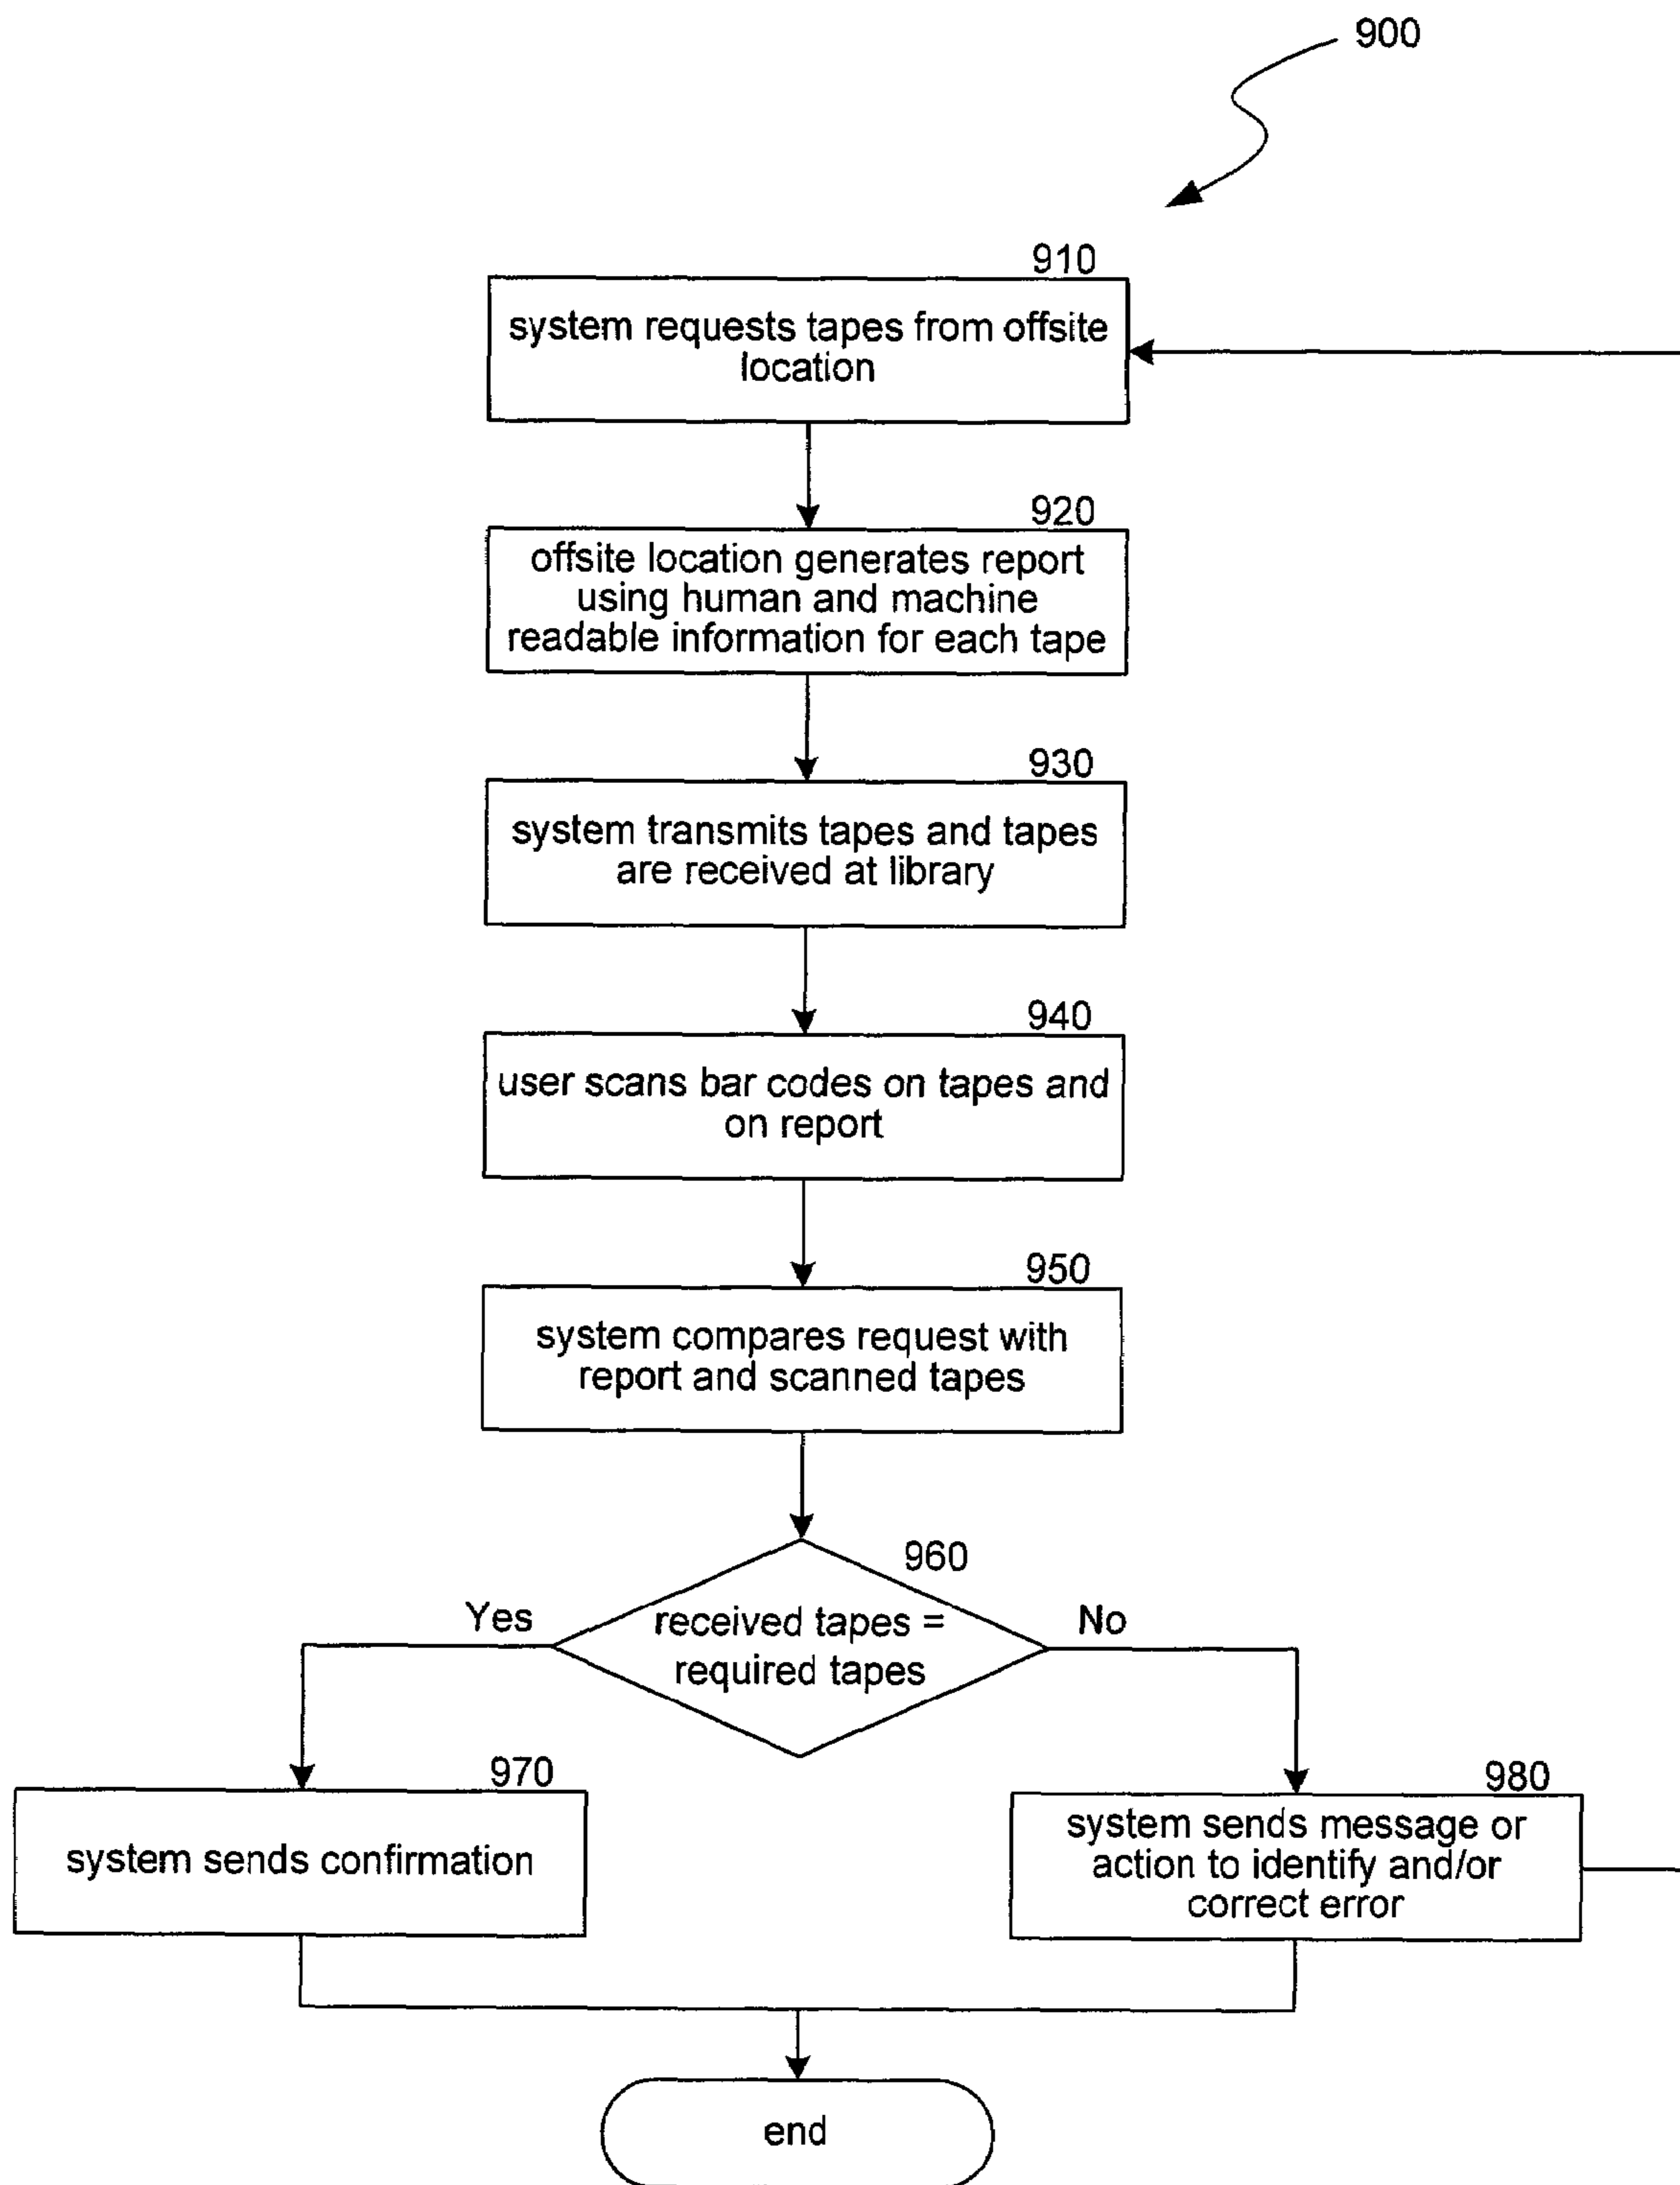 900
910
system requests tapes from offsite
location
920
offsite location generates report
using human and machine
readable information for each tape
930
system transmits tapes and tapes
are received at library
940
user scans bar codes on tapes and
on report
950
system compares request with
report and scanned tapes
960
received tapes =
required tapes
Yes
No
970
system sends confirmation
980
system sends message or
action to identify and/or
correct error
end